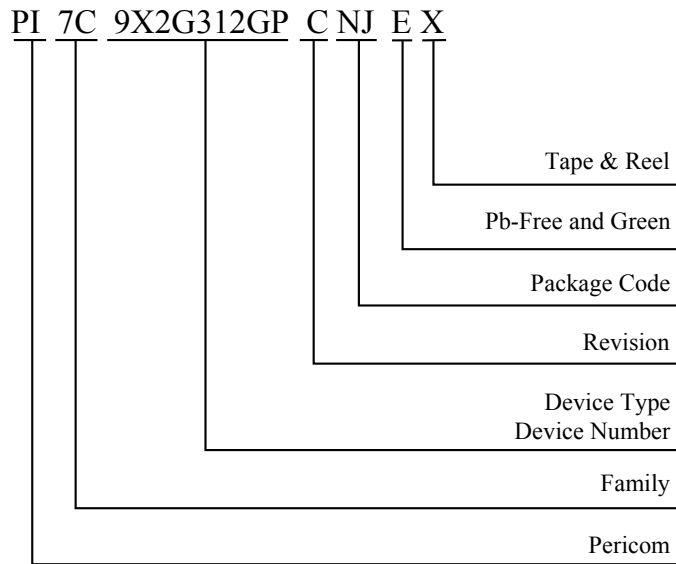 PI 7C 9X2G312GP C NJ E X
Tape & Reel
Pb-Free and Green
Package Code
Revision
Device Type
Device Number
Family
Pericom